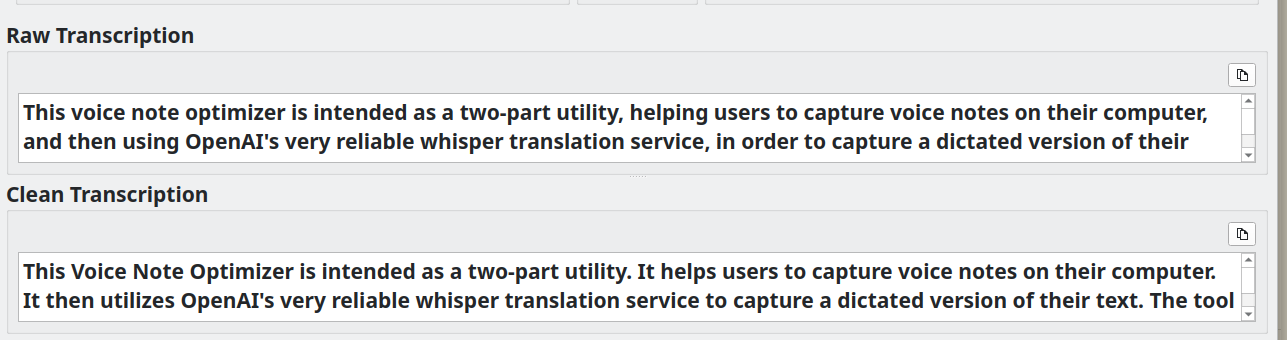 Raw Transcription
This voice note optimizer is intended as a two-part utility, helping users to capture voice notes on their computer,
and then using OpenAI's very reliable whisper translation service, in order to capture a dictated version of their
Clean Transcription
This Voice Note Optimizer is intended as a two-part utility. It helps users to capture voice notes on their computer.
It then utilizes OpenAI's very reliable whisper translation service to capture a dictated version of their text. The tool